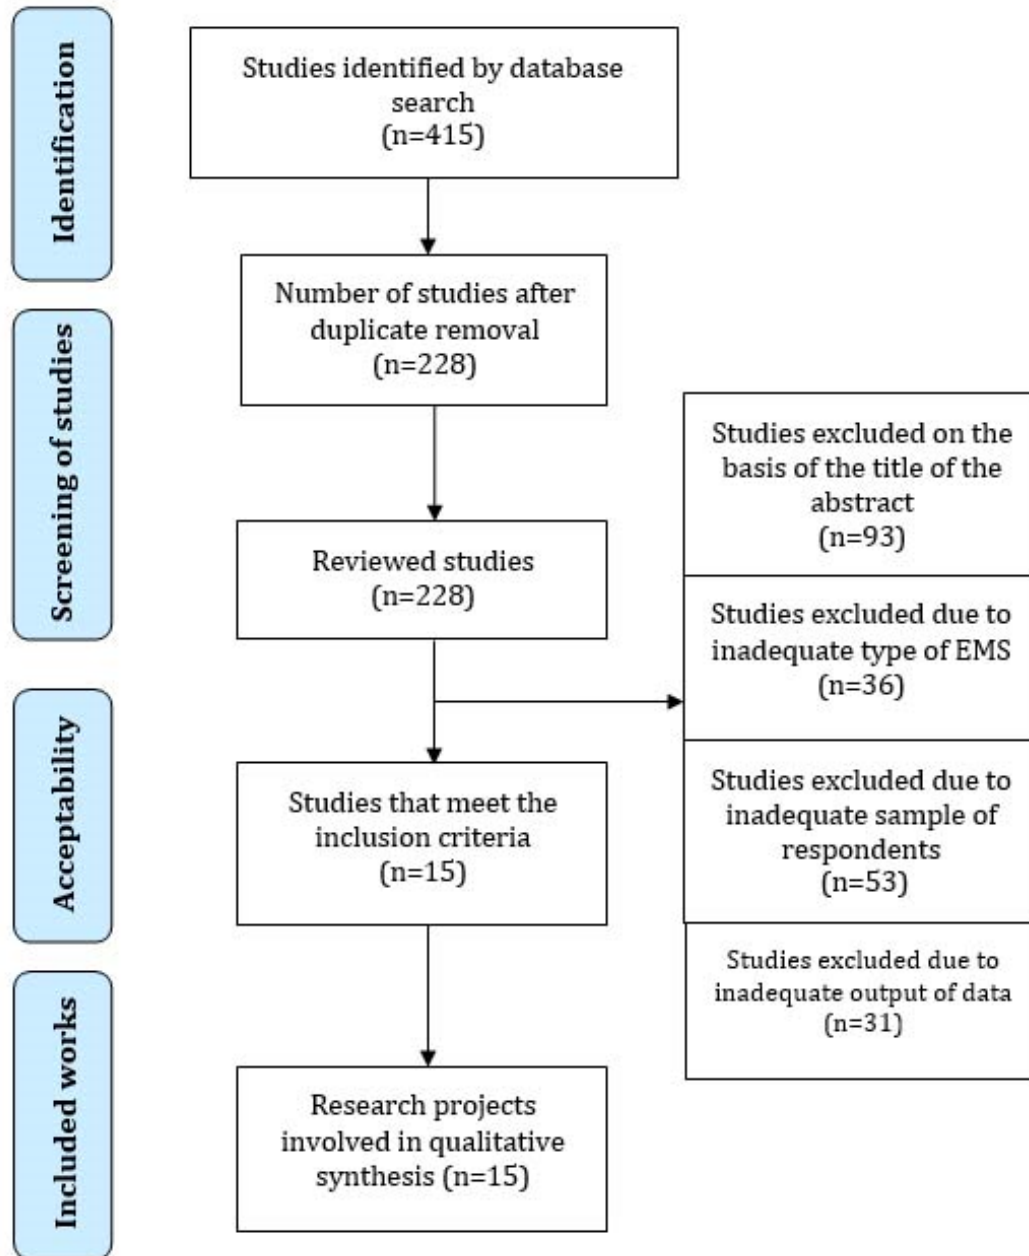 Identification
Studies identified by database
search
(n=415)
Number of studies after
duplicate removal
(n=228)
Screening of studies
Reviewed studies
(n=228)
Studies excluded on the
basis of the title of the
abstract
(n=93)
Studies excluded due to
inadequate type of EMS
(n=36)
Studies excluded due to
inadequate sample of
respondents
(n=53)
Studies excluded due to
inadequate output of data
(n=31)
Acceptability
Studies that meet the
inclusion criteria
(n=15)
Included works
Research projects
involved in qualitative
synthesis (n=15)